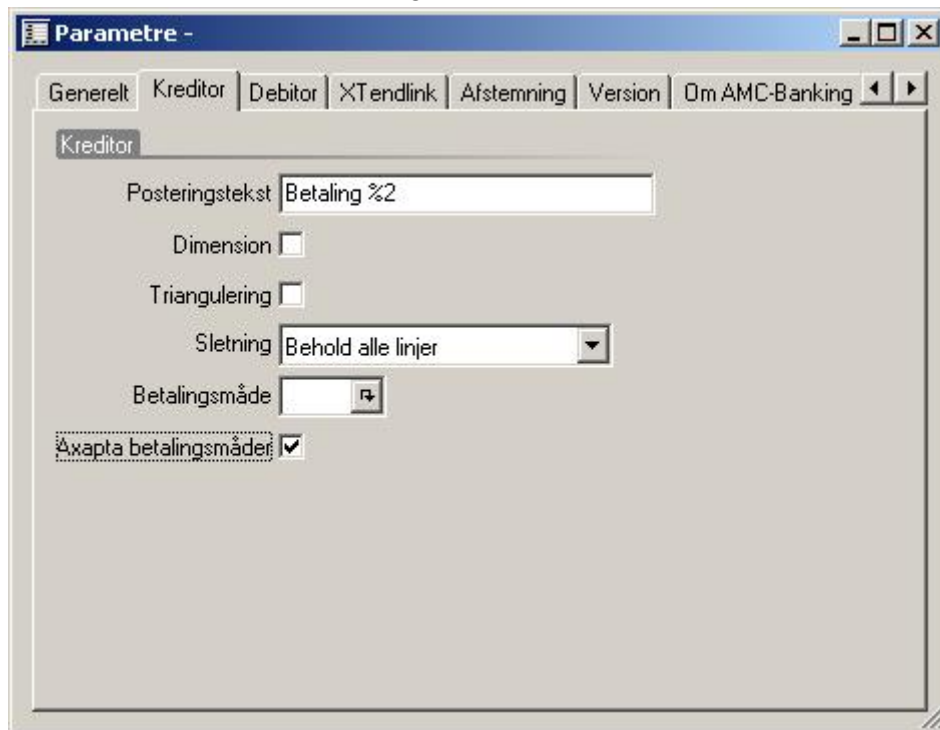 Parametre -
Generelt Kreditor Debitor XTendlink Afstemning Version Om AMC-Banking
Kreditor
Posteringstekst Betaling %2
Dimension
Triangulering
Sletning Behold alle linjer
Betalingsmåde
Axapta betalingsmåder